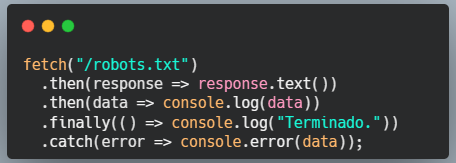 fetch("/robots.txt")
.then(response => response.text())
.then(data => console.log(data))
.finally(() => console.log("Terminado."))
.catch(error => console.error(data));